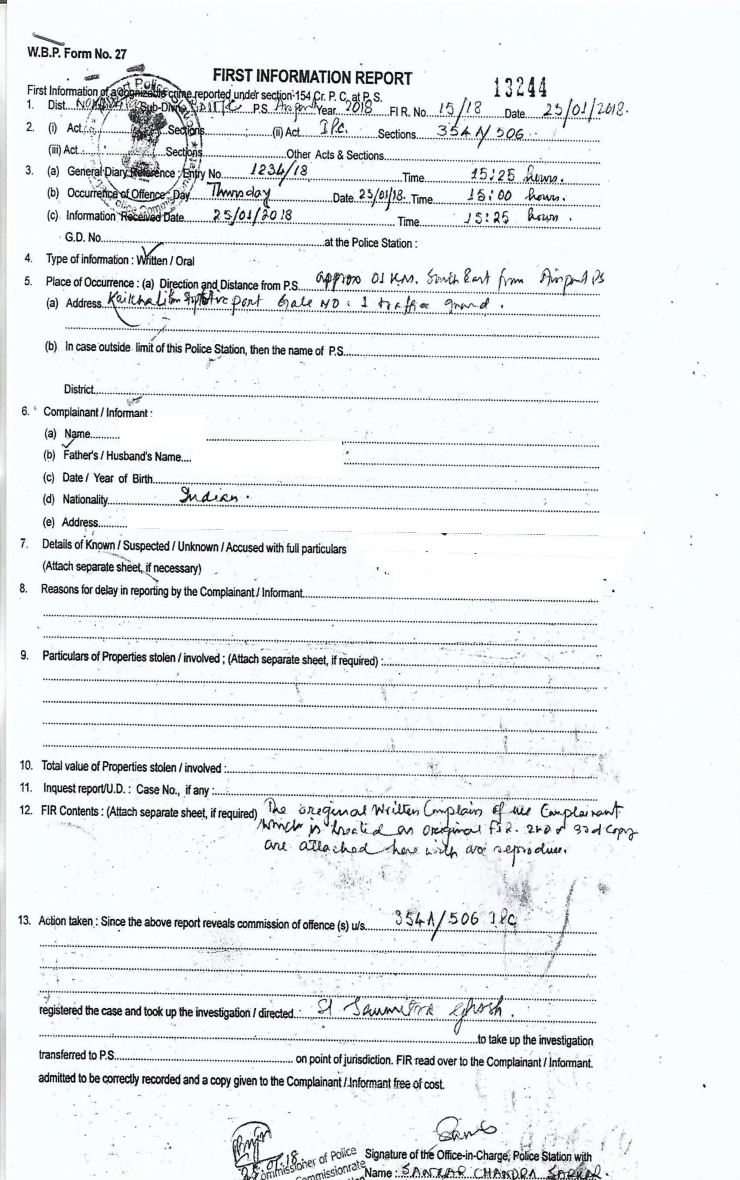 W.B.P. Form No. 27
FIRST INFORMATION REPORT
13244
First Information of a cognizable crime reported under section 154 Cr. P. C. at P.S.
1. Dist. Sub-Divn. P.S. Airport Year 2018 FIR. No. 15/18 Date 25/01/2018.
2. (i) Act Sections (ii) Act IPC. Sections 354A/506
(iii) Act Sections Other Acts & Sections
3. (a) General Diary Reference : Entry No 1234/18 Time 15:25 hours.
(b) Occurrence of Offence : Day Thursday Date 25/01/18. Time 15:00 hours.
(c) Information Received Date 25/01/2018 Time 15:25 hours.
G.D. No. at the Police Station :
4. Type of information : Written / Oral
5. Place of Occurrence : (a) Direction and Distance from P.S. approx 01 KM. South East from Airport PS
(a) Address Kaikhali Airport Gate NO: 1 traffic guard.
(b) In case outside limit of this Police Station, then the name of P.S.
District
6. Complainant / Informant :
(a) Name
(b) Father's / Husband's Name
(c) Date / Year of Birth
(d) Nationality Indian.
(e) Address
7. Details of Known / Suspected / Unknown / Accused with full particulars
(Attach separate sheet, if necessary)
8. Reasons for delay in reporting by the Complainant / Informant
9. Particulars of Properties stolen / involved ; (Attach separate sheet, if required) :
10. Total value of Properties stolen / involved :
11. Inquest report/U.D. : Case No., if any :
12. FIR Contents : (Attach separate sheet, if required) The oreginal Written Complain of the Complainant
which is treated as original FIR. 2nd & 33d Copy
are attached here with are reproduce.
13. Action taken : Since the above report reveals commission of offence (s) u/s. 354A/506 IPC
registered the case and took up the investigation / directed SI Saumitra Ghosh.
to take up the investigation
transferred to P.S. on point of jurisdiction. FIR read over to the Complainant / Informant.
admitted to be correctly recorded and a copy given to the Complainant / Informant free of cost.
25.01.18
Commissioner of Police
Commissionrate
Signature of the Office-in-Charge, Police Station with
Name : SANKAR CHANDRA SARKAR.